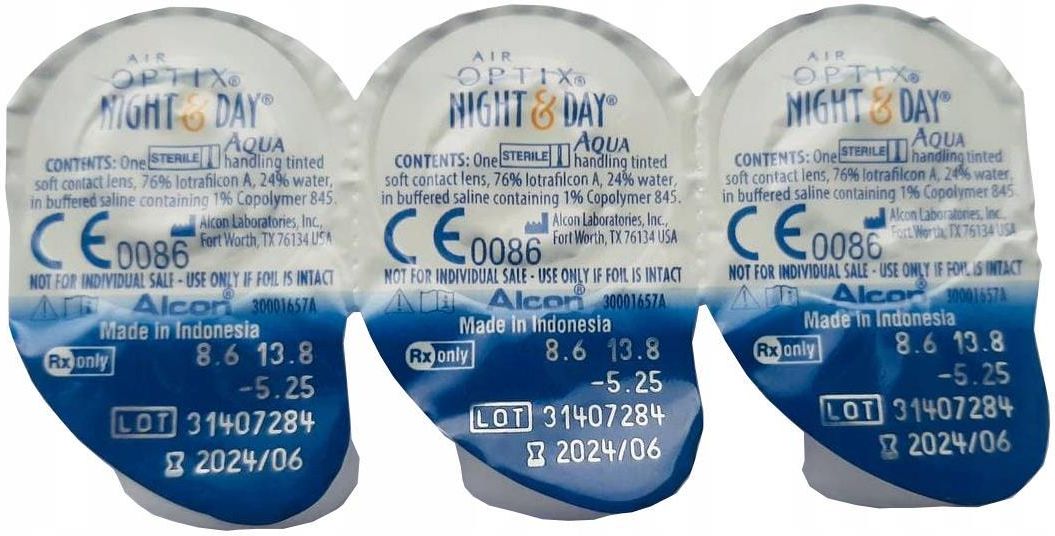 AIR
OPTIX®
NIGHT & DAY®
AQUA
CONTENTS: One STERILE handling tinted
soft contact lens, 76% lotrafilcon A, 24% water,
in buffered saline containing 1% Copolymer 845.
CE 0086 Alcon Laboratories, Inc.,
Fort Worth, TX 76134 USA
NOT FOR INDIVIDUAL SALE - USE ONLY IF FOIL IS INTACT
Alcon® 30001657A
Made in Indonesia
Rx only 8.6 13.8
-5.25
LOT 31407284
2024/06
AIR
OPTIX®
NIGHT & DAY®
AQUA
CONTENTS: One STERILE handling tinted
soft contact lens, 76% lotrafilcon A, 24% water,
in buffered saline containing 1% Copolymer 845.
CE 0086 Alcon Laboratories, Inc.,
Fort Worth, TX 76134 USA
NOT FOR INDIVIDUAL SALE - USE ONLY IF FOIL IS INTACT
Alcon® 30001657A
Made in Indonesia
Rx only 8.6 13.8
-5.25
LOT 31407284
2024/06
AIR
OPTIX®
NIGHT & DAY®
AQUA
CONTENTS: One STERILE handling tinted
soft contact lens, 76% lotrafilcon A, 24% water,
in buffered saline containing 1% Copolymer 845.
CE 0086 Alcon Laboratories, Inc.,
Fort Worth, TX 76134 USA
NOT FOR INDIVIDUAL SALE - USE ONLY IF FOIL IS INTACT
Alcon® 30001657A
Made in Indonesia
Rx only 8.6 13.8
-5.25
LOT 31407284
2024/06